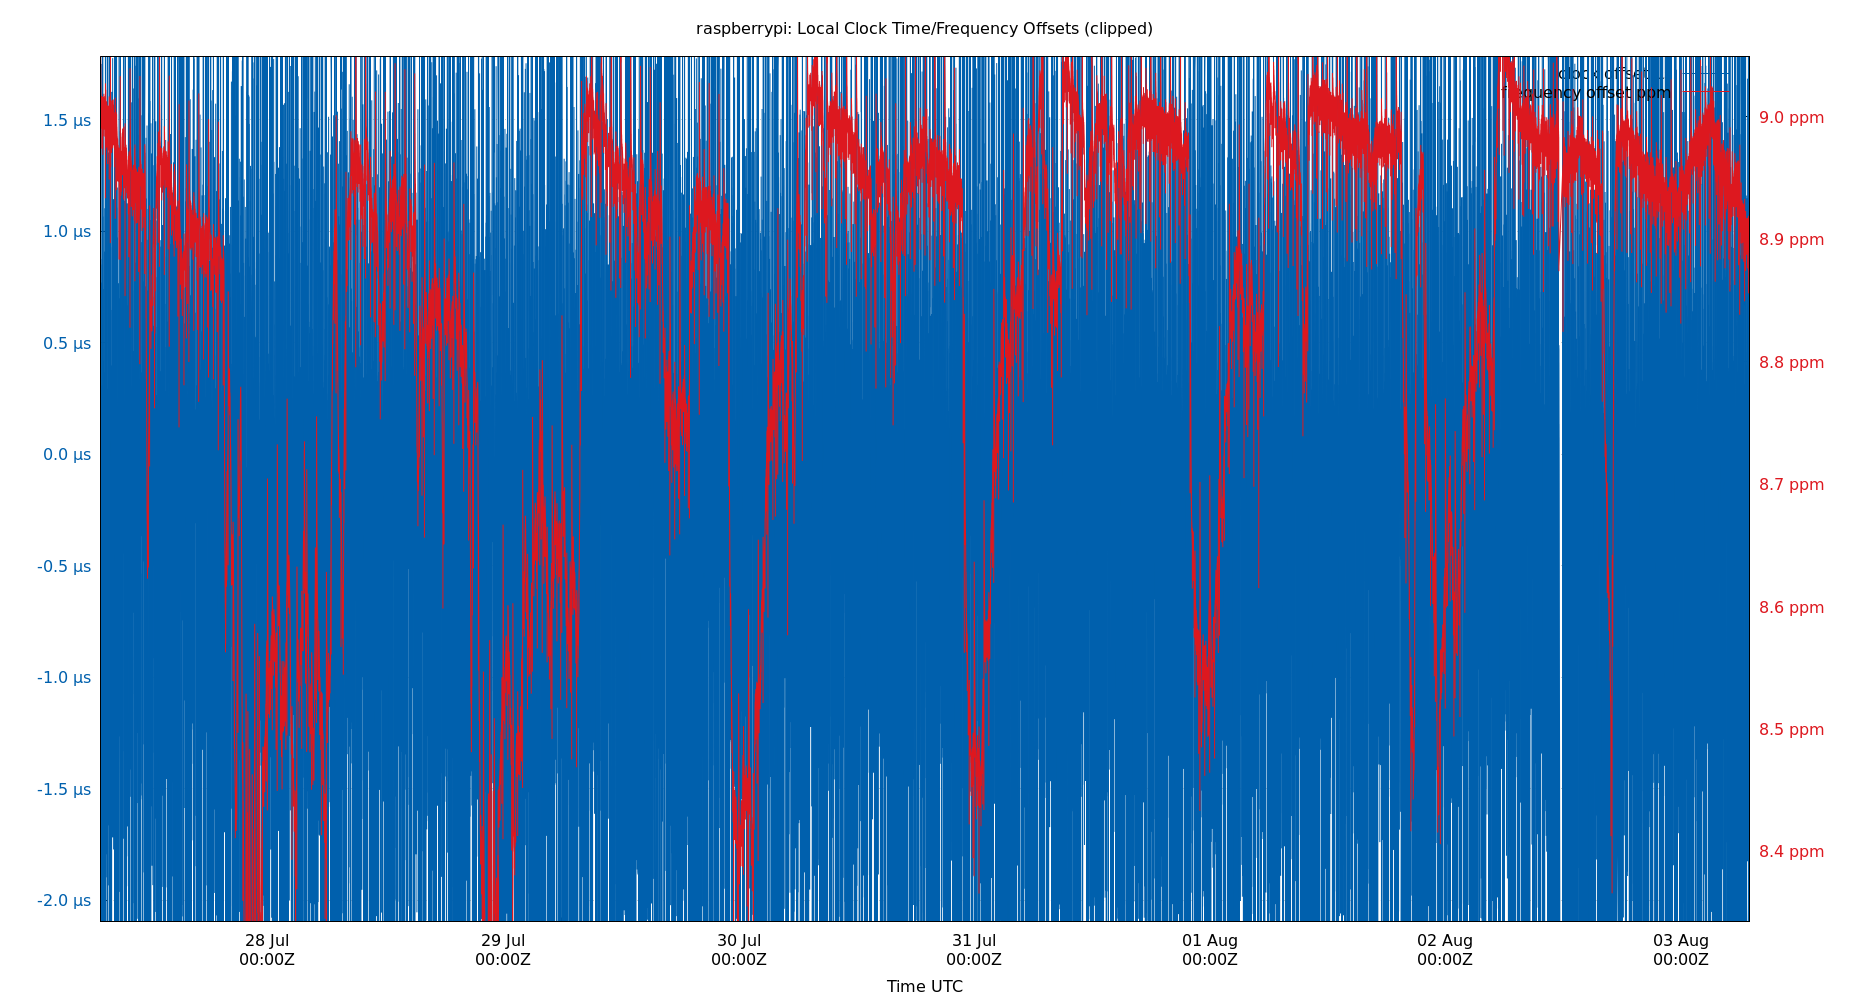 raspberrypi: Local Clock Time/Frequency Offsets (clipped)
clock offset
frequency offset ppm
1.5 µs
1.0 µs
0.5 µs
0.0 µs
-0.5 µs
-1.0 µs
-1.5 µs
-2.0 µs
9.0 ppm
8.9 ppm
8.8 ppm
8.7 ppm
8.6 ppm
8.5 ppm
8.4 ppm
28 Jul
00:00Z
29 Jul
00:00Z
30 Jul
00:00Z
31 Jul
00:00Z
01 Aug
00:00Z
02 Aug
00:00Z
03 Aug
00:00Z
Time UTC